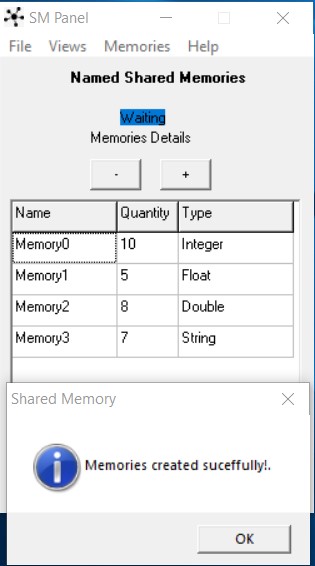 SM Panel
File Views Memories Help
Named Shared Memories
Waiting
Memories Details
- +
Name Quantity Type
Memory0 10 Integer
Memory1 5 Float
Memory2 8 Double
Memory3 7 String
Shared Memory
Memories created suceffully!.
OK